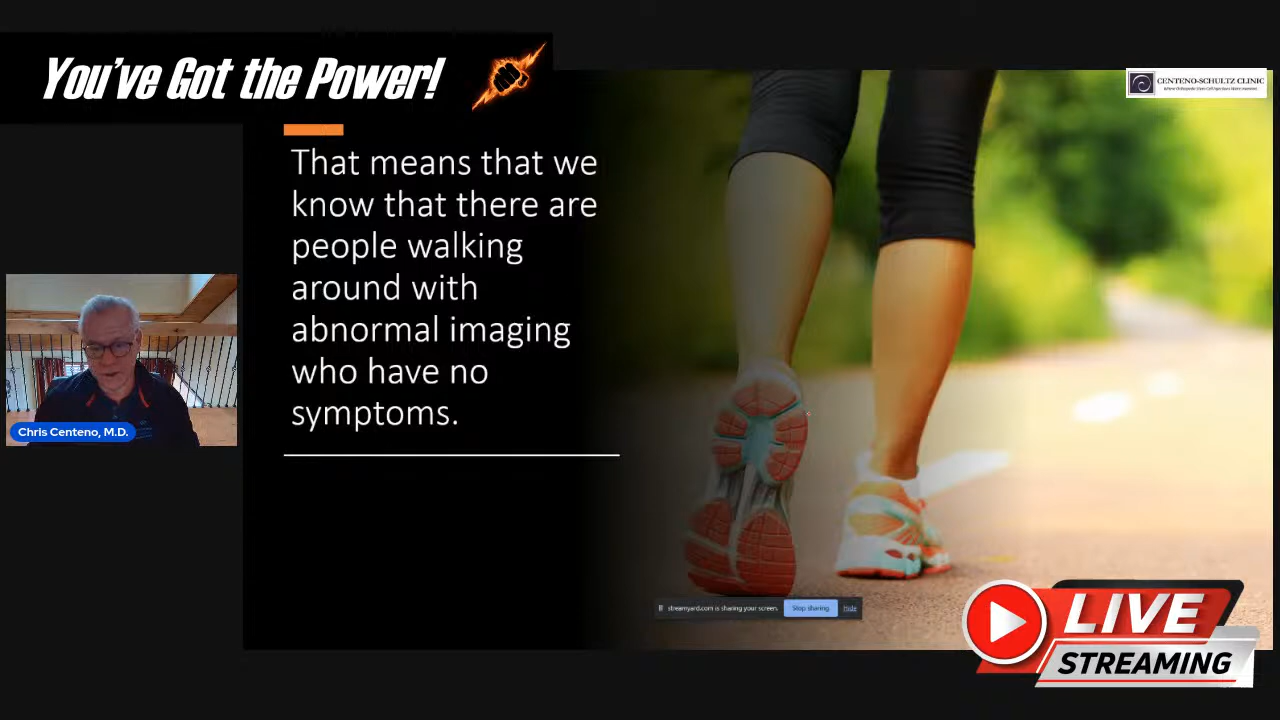 You've Got the Power!
CENTENO-SCHULTZ CLINIC
That means that we
know that there are
people walking
around with
abnormal imaging
who have no
symptoms.
Chris Centeno, M.D.
streamyard.com is sharing your screen.
Stop sharing
Hide
LIVE
STREAMING